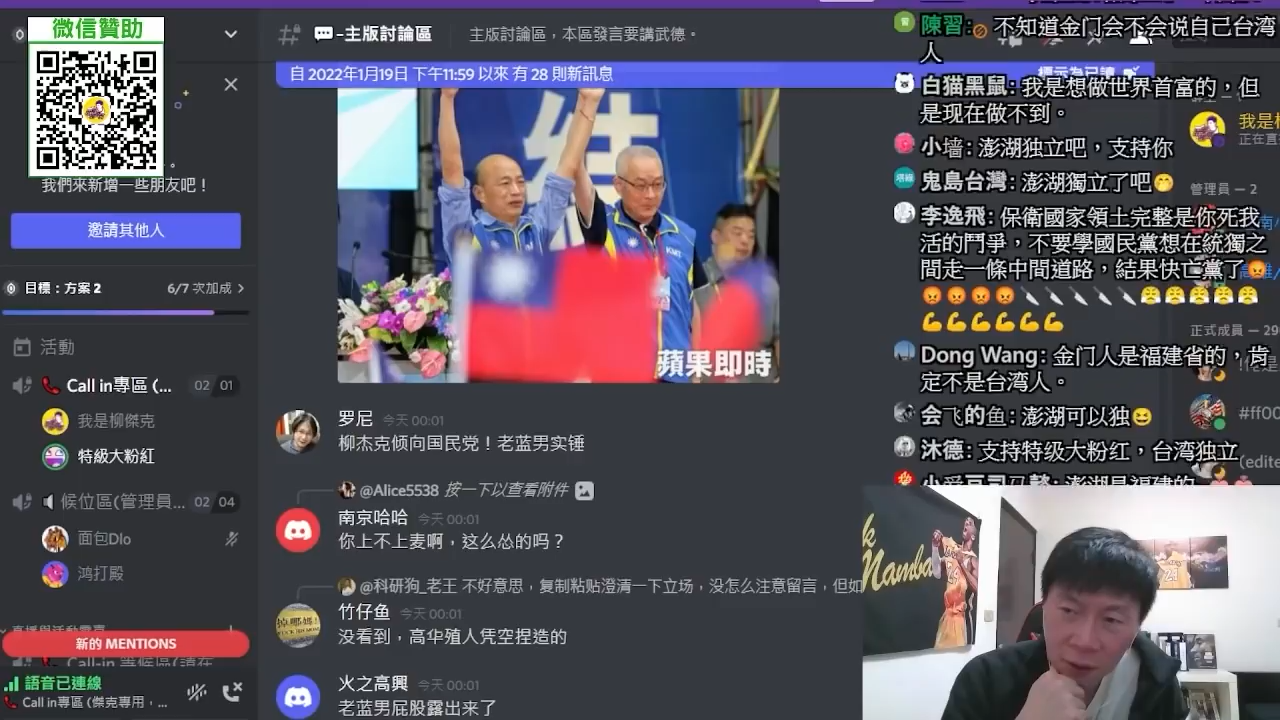 微信贊助
我們來新增一些朋友吧！
邀請其他人
目標：方案 2
6/7 次加成
活動
Call in專區 (...
02 01
我是柳傑克
特級大粉紅
候位區(管理員...
02 04
面包Dlo
鸿打殿
新的 MENTIONS
語音已連線
Call in專區 (傑克專用，...
-主版討論區
主版討論區，本區發言要講武德。
自 2022年1月19日 下午11:59 以來 有 28 則新訊息
標示為已讀
結
蘋果即時
罗尼 今天 00:01
柳杰克倾向国民党！老蓝男实锤
@Alice5538 按一下以查看附件
南京哈哈 今天 00:01
你上不上麦啊，这么怂的吗？
@科研狗_老王 不好意思，复制粘贴澄清一下立场，没怎么注意留言，但如
竹仔鱼 今天 00:01
没看到，高华殖人凭空捏造的
火之高興 今天 00:01
老蓝男屁股露出来了
陳習: 不知道金门会不会说自己台湾
人
白猫黑鼠: 我是想做世界首富的，但
是现在做不到。
小墙: 澎湖独立吧，支持你
鬼島台灣: 澎湖獨立了吧🤭
李逸飛: 保衛國家領土完整是你死我
活的鬥爭，不要學國民黨想在統獨之
間走一條中間道路，結果快亡黨了😡
😡😡😡😡🔪🔪🔪🔪🔪😤😤😤😤😤
💪💪💪💪💪💪
Dong Wang: 金门人是福建省的，肯
定不是台湾人。
会飞的鱼: 澎湖可以独😆
沐德: 支持特级大粉红，台湾独立
管理員 — 2
正式成員 — 29
#ff00
(edite
Mamba